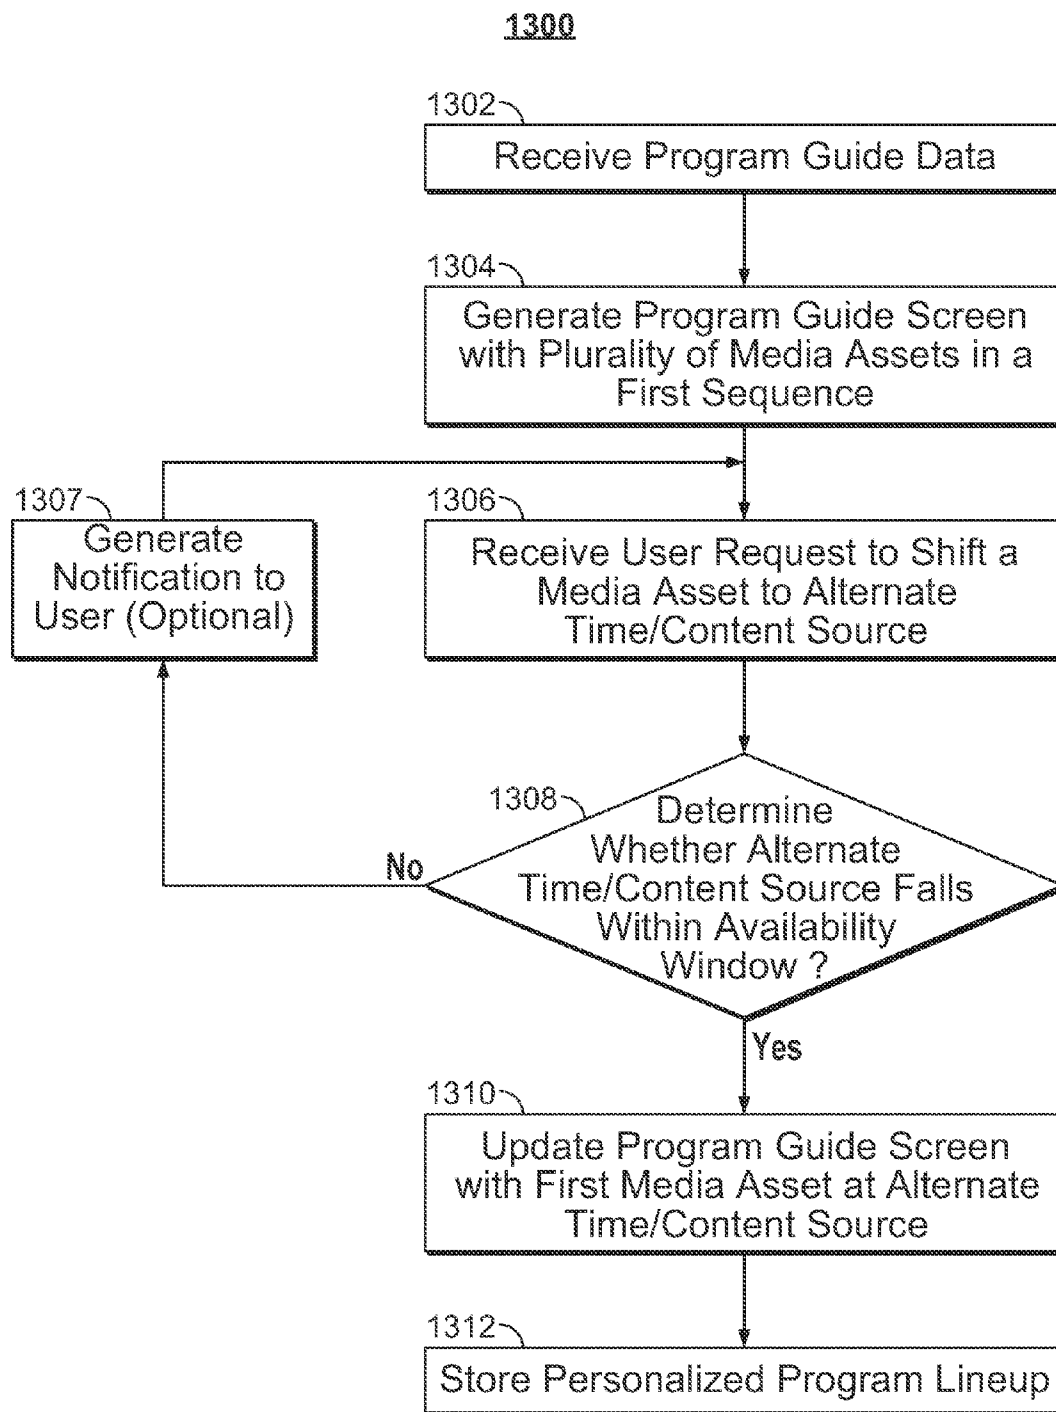 1300
1302
Receive Program Guide Data
1304
Generate Program Guide Screen
with Plurality of Media Assets in a
First Sequence
1307
Generate
Notification to
User (Optional)
1306
Receive User Request to Shift a
Media Asset to Alternate
Time/Content Source
1308
Determine
Whether Alternate
Time/Content Source Falls
Within Availability
Window ?
No
Yes
1310
Update Program Guide Screen
with First Media Asset at Alternate
Time/Content Source
1312
Store Personalized Program Lineup